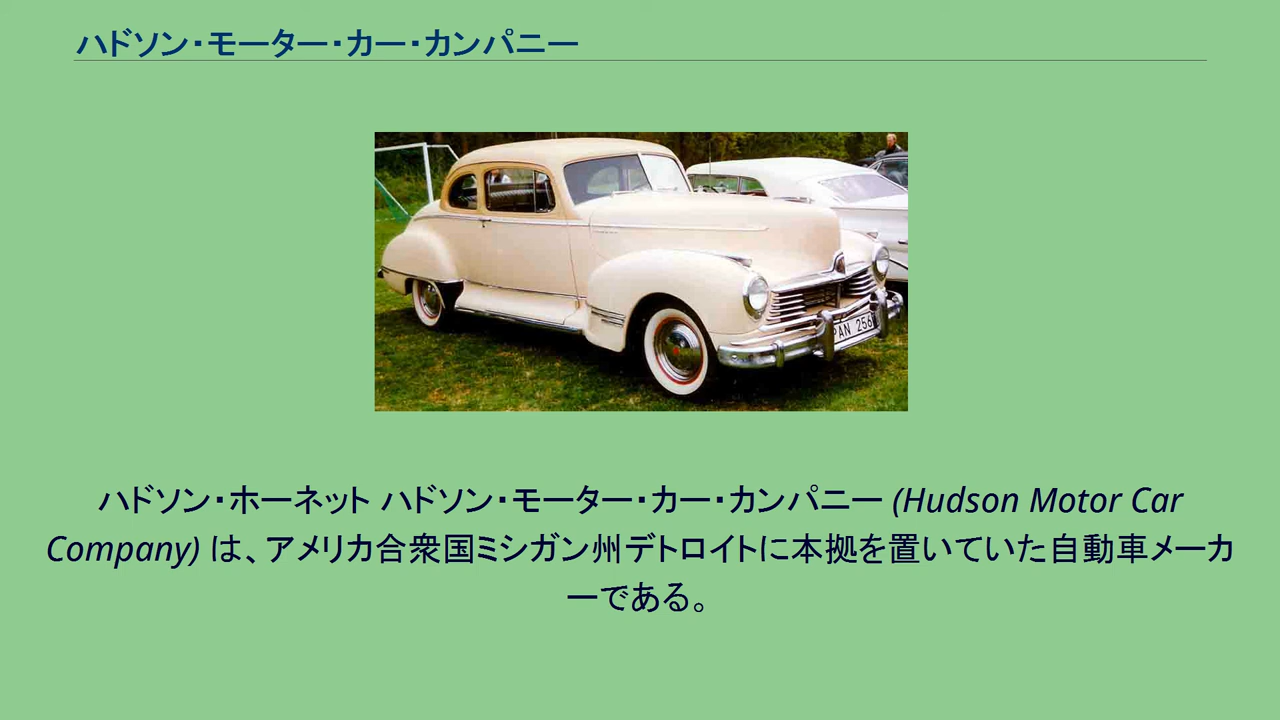 ハドソン・モーター・カー・カンパニー
PAN 256
ハドソン・ホーネット ハドソン・モーター・カー・カンパニー (Hudson Motor Car
Company) は、アメリカ合衆国ミシガン州デトロイトに本拠を置いていた自動車メーカ
ーである。